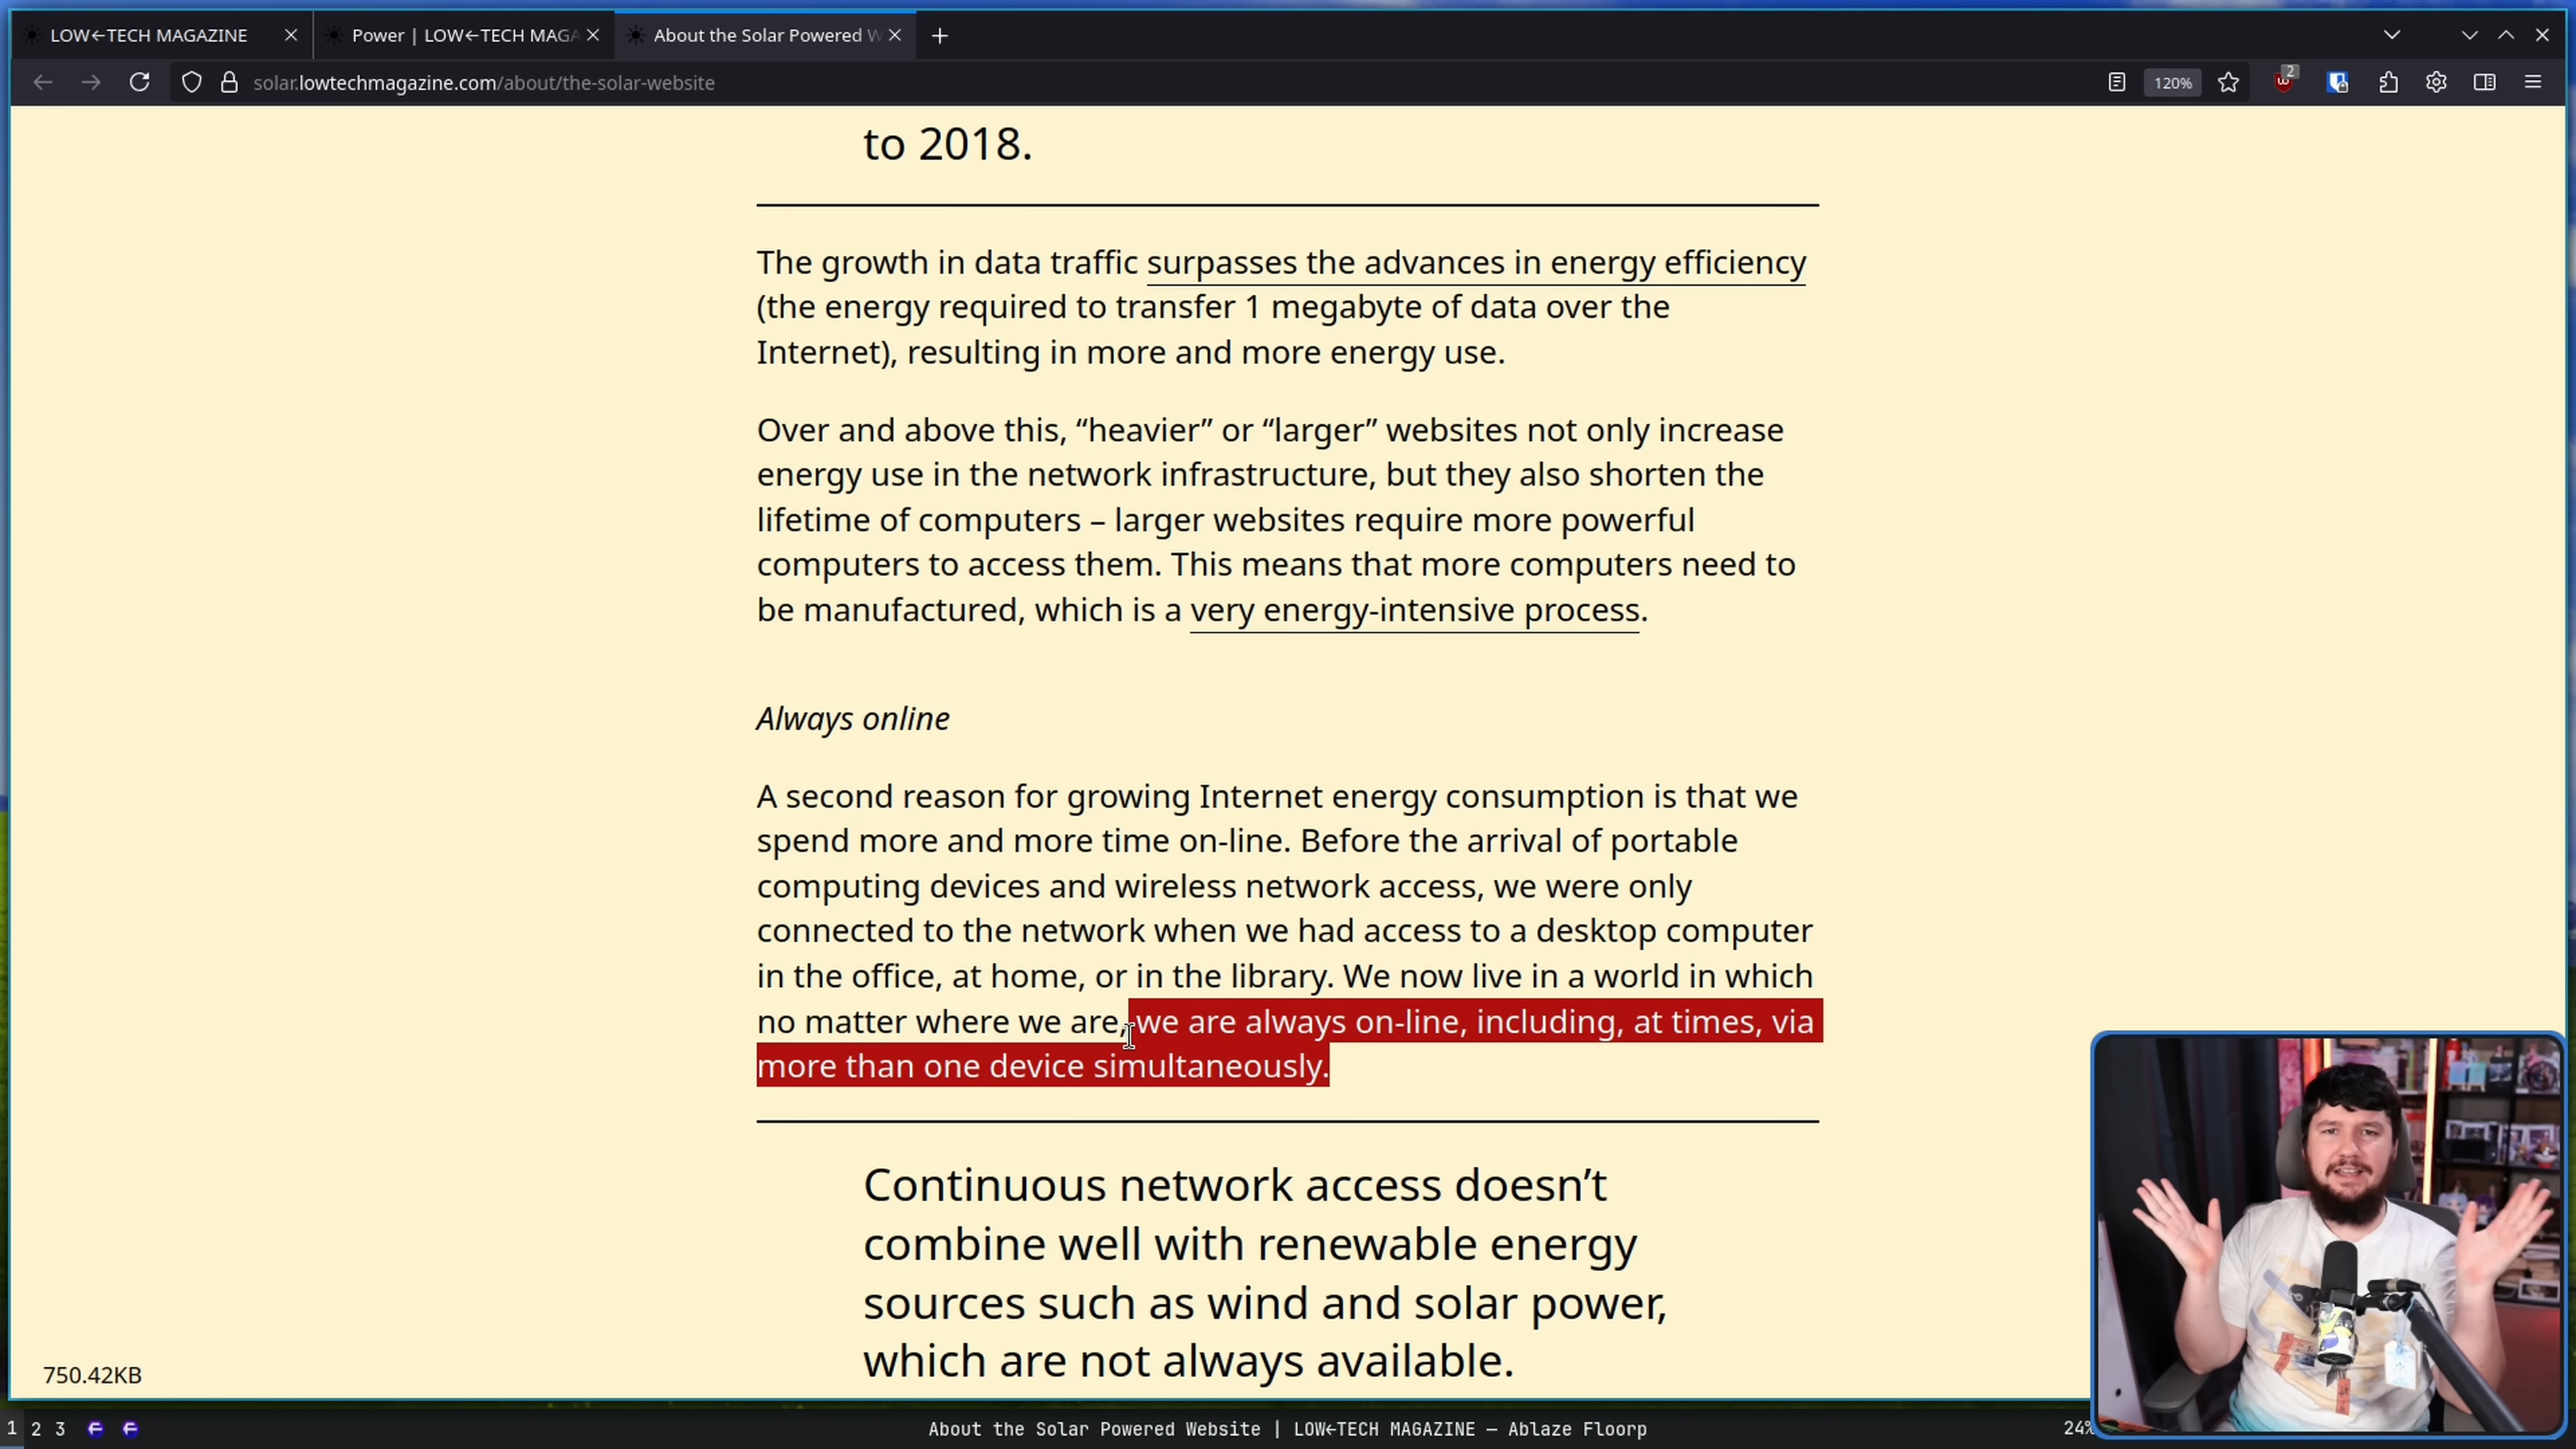 LOW←TECH MAGAZINE
Power | LOW←TECH MAGA
About the Solar Powered W
solar.lowtechmagazine.com/about/the-solar-website
120%
2
to 2018.
The growth in data traffic surpasses the advances in energy efficiency
(the energy required to transfer 1 megabyte of data over the
Internet), resulting in more and more energy use.
Over and above this, “heavier” or “larger” websites not only increase
energy use in the network infrastructure, but they also shorten the
lifetime of computers – larger websites require more powerful
computers to access them. This means that more computers need to
be manufactured, which is a very energy-intensive process.
Always online
A second reason for growing Internet energy consumption is that we
spend more and more time on-line. Before the arrival of portable
computing devices and wireless network access, we were only
connected to the network when we had access to a desktop computer
in the office, at home, or in the library. We now live in a world in which
no matter where we are, we are always on-line, including, at times, via
more than one device simultaneously.
Continuous network access doesn’t
combine well with renewable energy
sources such as wind and solar power,
which are not always available.
750.42KB
1 2 3
About the Solar Powered Website | LOW←TECH MAGAZINE — Ablaze Floorp
24%